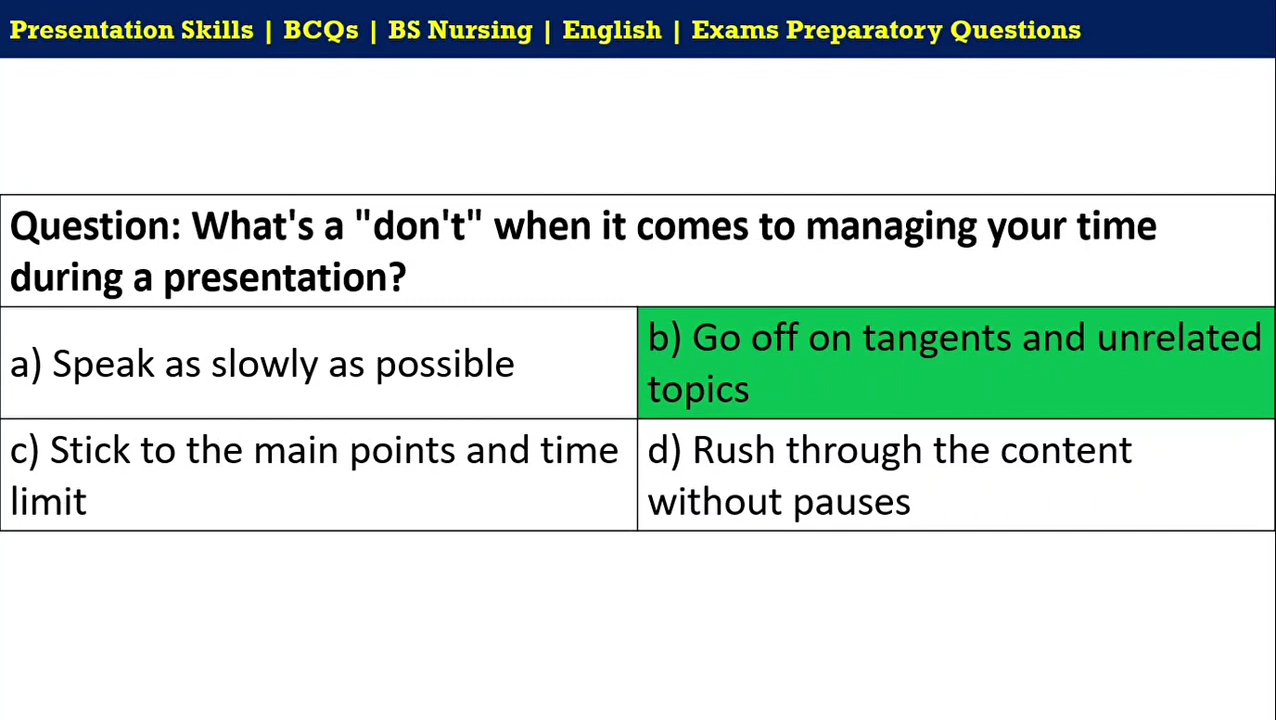 Presentation Skills | BCQs | BS Nursing | English | Exams Preparatory Questions
Question: What's a "don't" when it comes to managing your time
during a presentation?
a) Speak as slowly as possible
b) Go off on tangents and unrelated
topics
c) Stick to the main points and time
limit
d) Rush through the content
without pauses